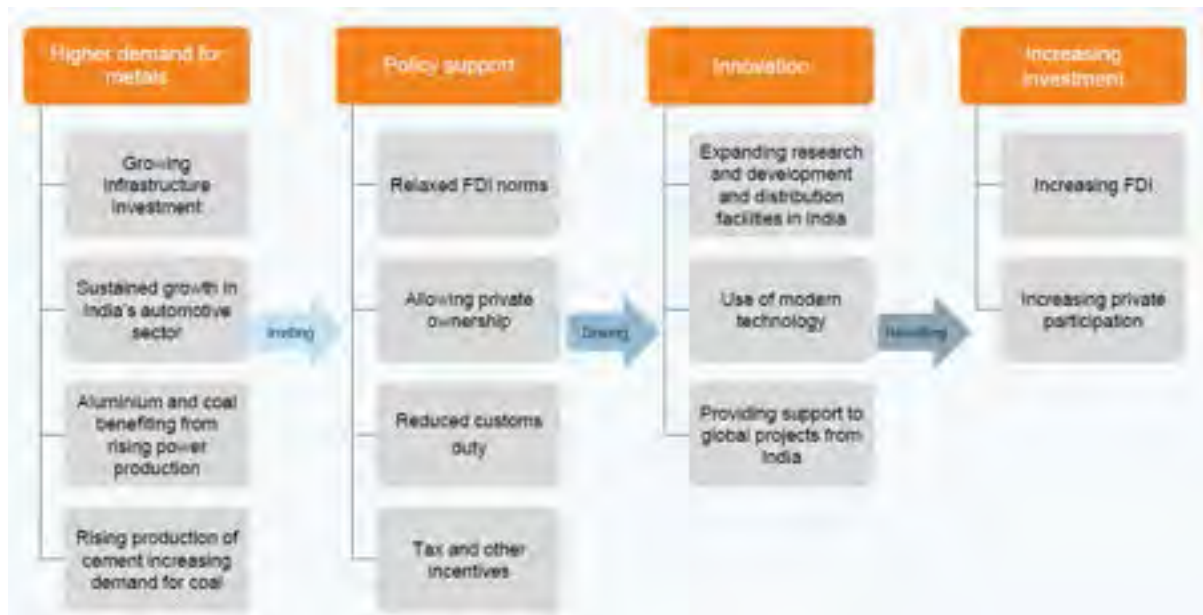 Higher demand for
metals
Growing
Infrastructure
Investment
Sustained growth in
India's automotive
sector
Aluminium and coal
benefiting from
rising power
production
Rising production of
cement increasing
demand for coal
Inviting
Policy support
Relaxed FDI norms
Allowing private
ownership
Reduced customs
duty
Tax and other
incentives
Driving
Innovation
Expanding research
and development
and distribution
facilities in India
Use of modern
technology
Providing support to
global projects from
India
Resulting
Increasing
investment
Increasing FDI
Increasing private
participation